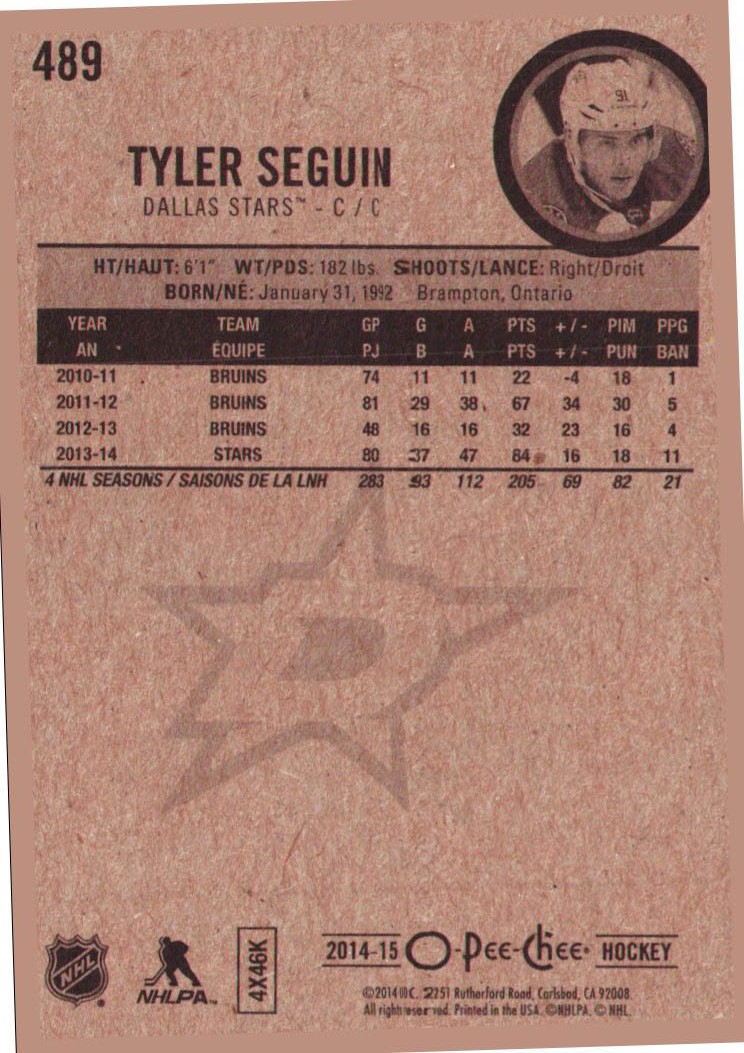 489
91
TYLER SEGUIN
DALLAS STARS™ - C / C
HT/HAUT: 6'1" WT/PDS: 182 lbs. SHOOTS/LANCE: Right/Droit
BORN/NÉ: January 31, 1992 Brampton, Ontario
YEAR TEAM GP G A PTS +/- PIM PPG
AN ÉQUIPE PJ B A PTS +/- PUN BAN
2010-11 BRUINS 74 11 11 22 -4 18 1
2011-12 BRUINS 81 29 38 67 34 30 5
2012-13 BRUINS 48 16 16 32 23 16 4
2013-14 STARS 80 37 47 84 16 18 11
4 NHL SEASONS / SAISONS DE LA LNH 283 93 112 205 69 82 21
D
NHL
NHLPA™
4X46K
2014-15 O-Pee-Chee® HOCKEY
©2014 UDC. 2251 Rutherford Road, Carlsbad, CA 92008.
All rights reserved. Printed in the USA. ©NHLPA. © NHL.